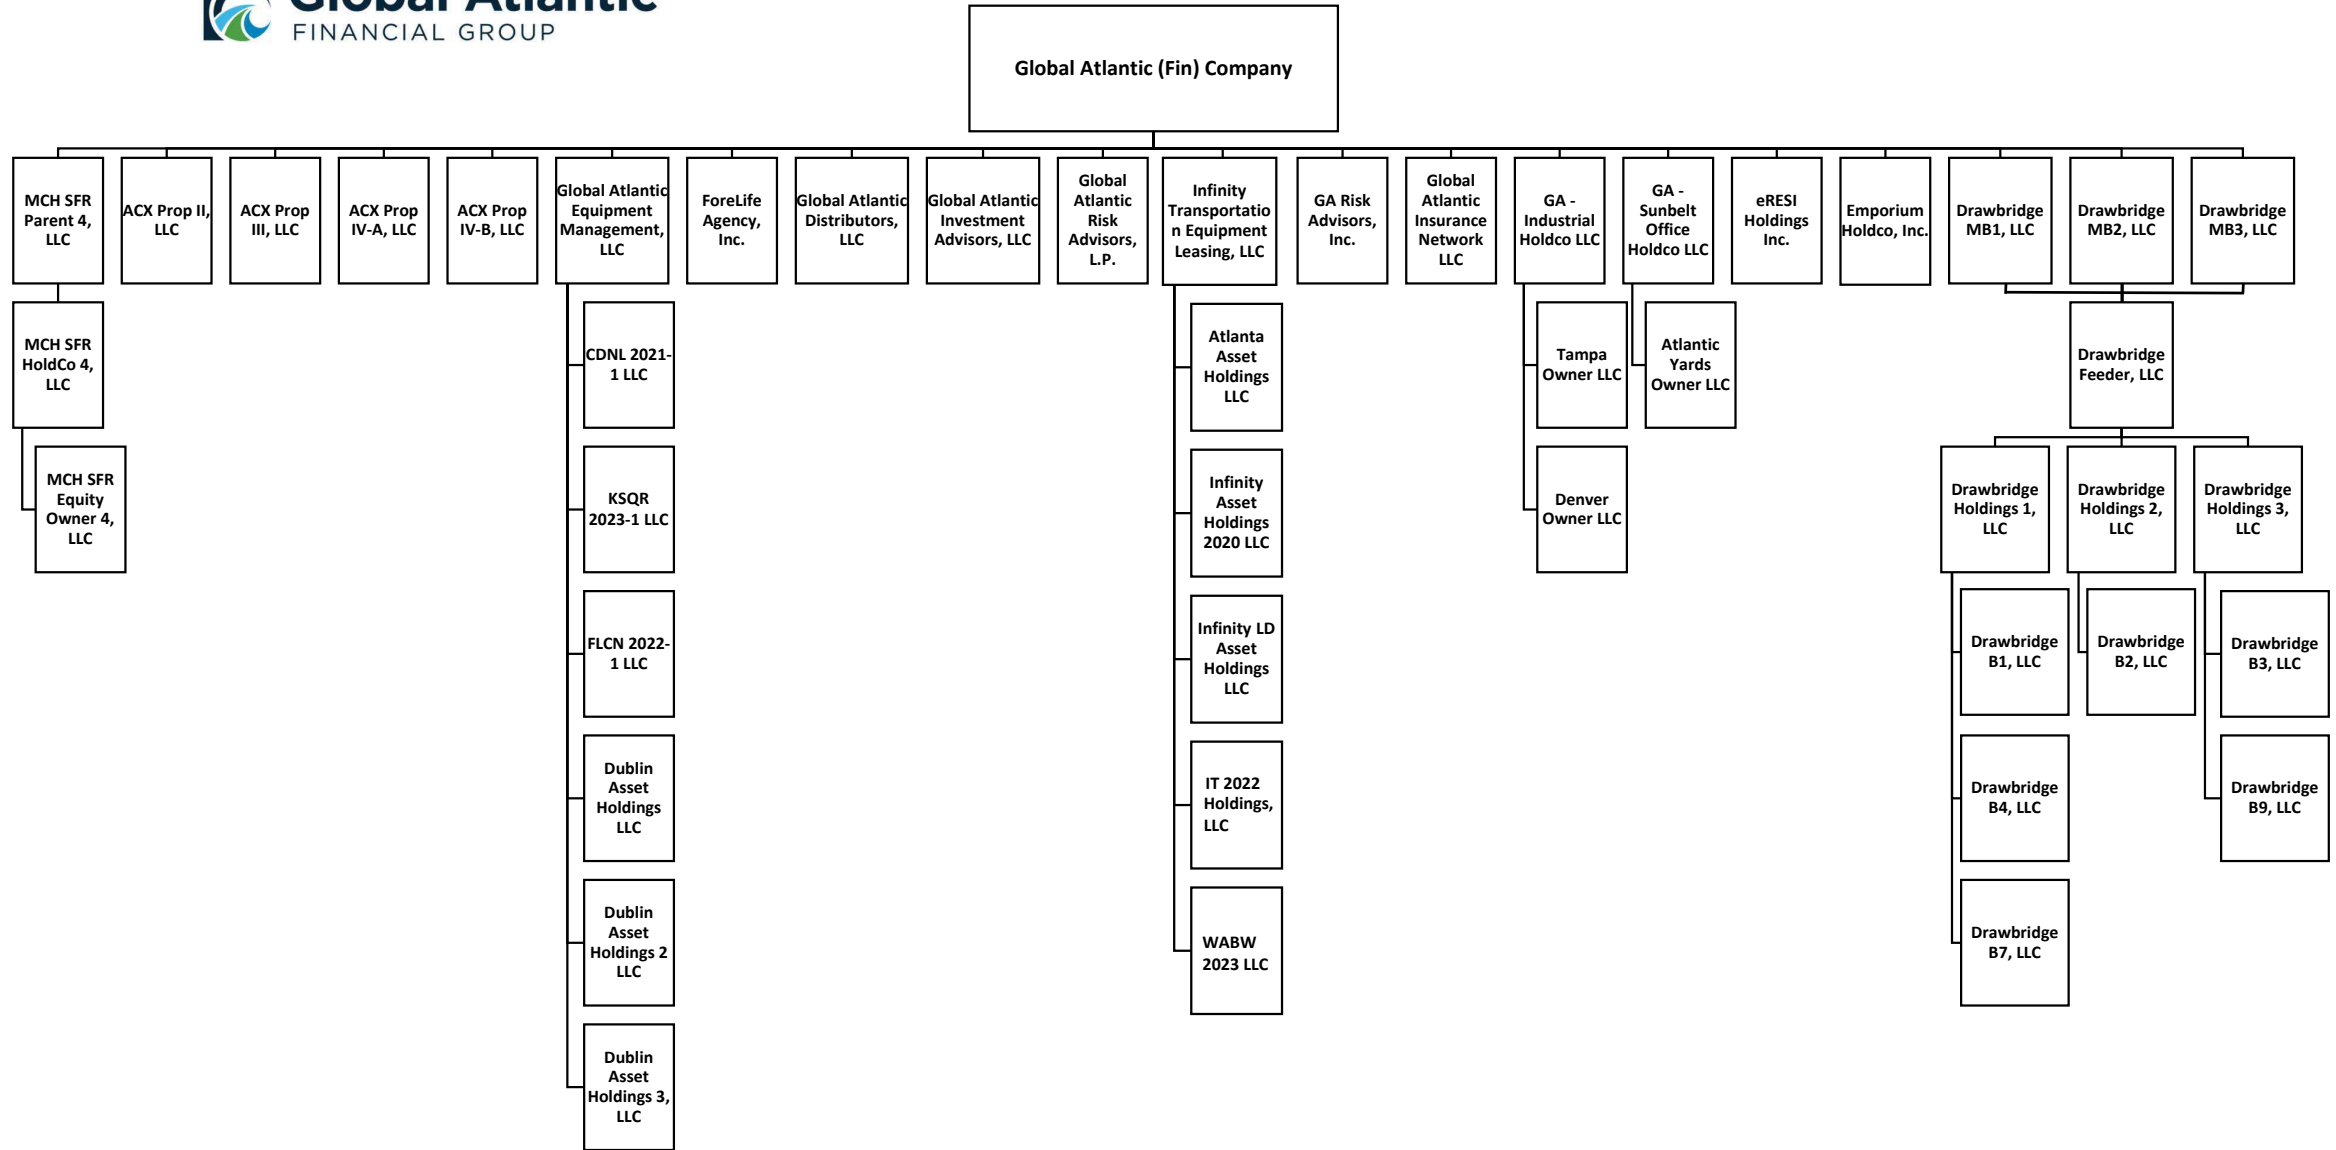 Global Atlantic
FINANCIAL GROUP
Global Atlantic (Fin) Company
MCH SFR
Parent 4,
LLC
ACX Prop II,
LLC
ACX Prop
III, LLC
ACX Prop
IV-A, LLC
ACX Prop
IV-B, LLC
Global Atlantic
Equipment
Management,
LLC
ForeLife
Agency,
Inc.
Global Atlantic
Distributors,
LLC
Global Atlantic
Investment
Advisors, LLC
Global
Atlantic
Risk
Advisors,
L.P.
Infinity
Transportatio
n Equipment
Leasing, LLC
GA Risk
Advisors,
Inc.
Global
Atlantic
Insurance
Network
LLC
GA -
Industrial
Holdco LLC
GA -
Sunbelt
Office
Holdco LLC
eRESI
Holdings
Inc.
Emporium
Holdco, Inc.
Drawbridge
MB1, LLC
Drawbridge
MB2, LLC
Drawbridge
MB3, LLC
MCH SFR
HoldCo 4,
LLC
MCH SFR
Equity
Owner 4,
LLC
CDNL 2021-
1 LLC
KSQR
2023-1 LLC
FLCN 2022-
1 LLC
Dublin
Asset
Holdings
LLC
Dublin
Asset
Holdings 2
LLC
Dublin
Asset
Holdings 3,
LLC
Atlanta
Asset
Holdings
LLC
Infinity
Asset
Holdings
2020 LLC
Infinity LD
Asset
Holdings
LLC
IT 2022
Holdings,
LLC
WABW
2023 LLC
Tampa
Owner LLC
Denver
Owner LLC
Atlantic
Yards
Owner LLC
Drawbridge
Feeder, LLC
Drawbridge
Holdings 1,
LLC
Drawbridge
Holdings 2,
LLC
Drawbridge
Holdings 3,
LLC
Drawbridge
B1, LLC
Drawbridge
B4, LLC
Drawbridge
B7, LLC
Drawbridge
B2, LLC
Drawbridge
B3, LLC
Drawbridge
B9, LLC